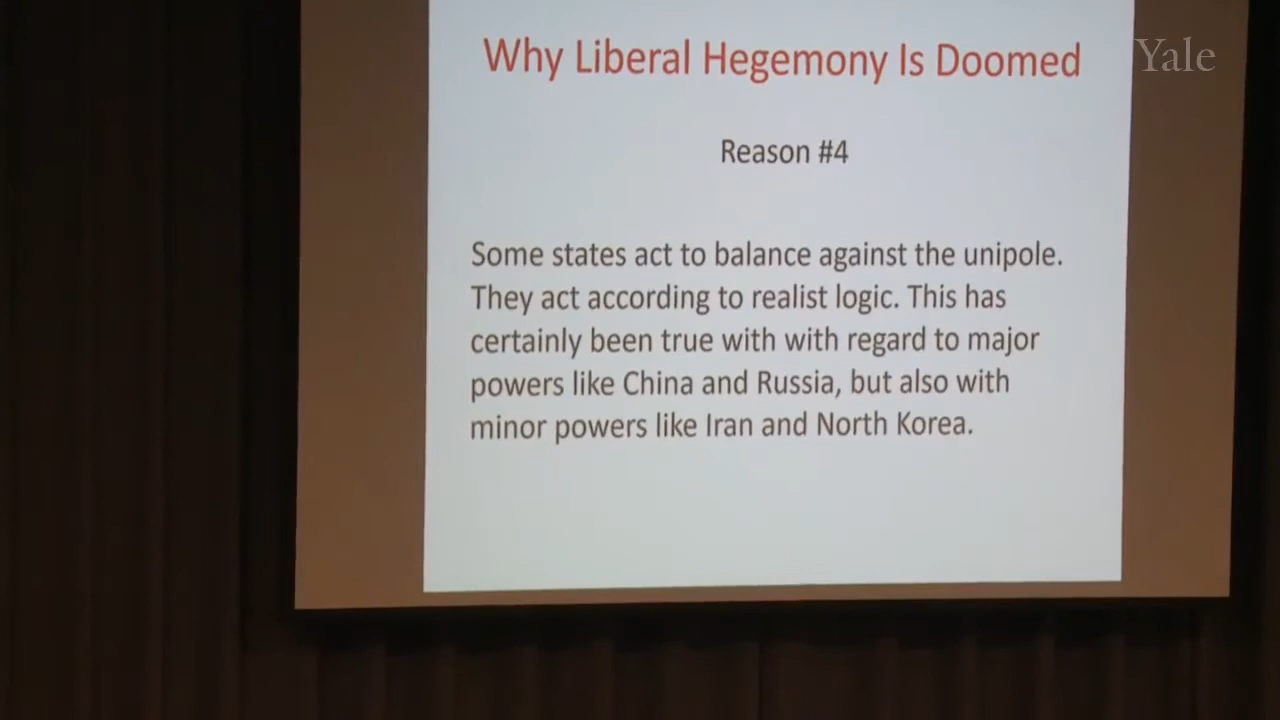 Why Liberal Hegemony Is Doomed
Yale
Reason #4
Some states act to balance against the unipole.
They act according to realist logic. This has
certainly been true with with regard to major
powers like China and Russia, but also with
minor powers like Iran and North Korea.